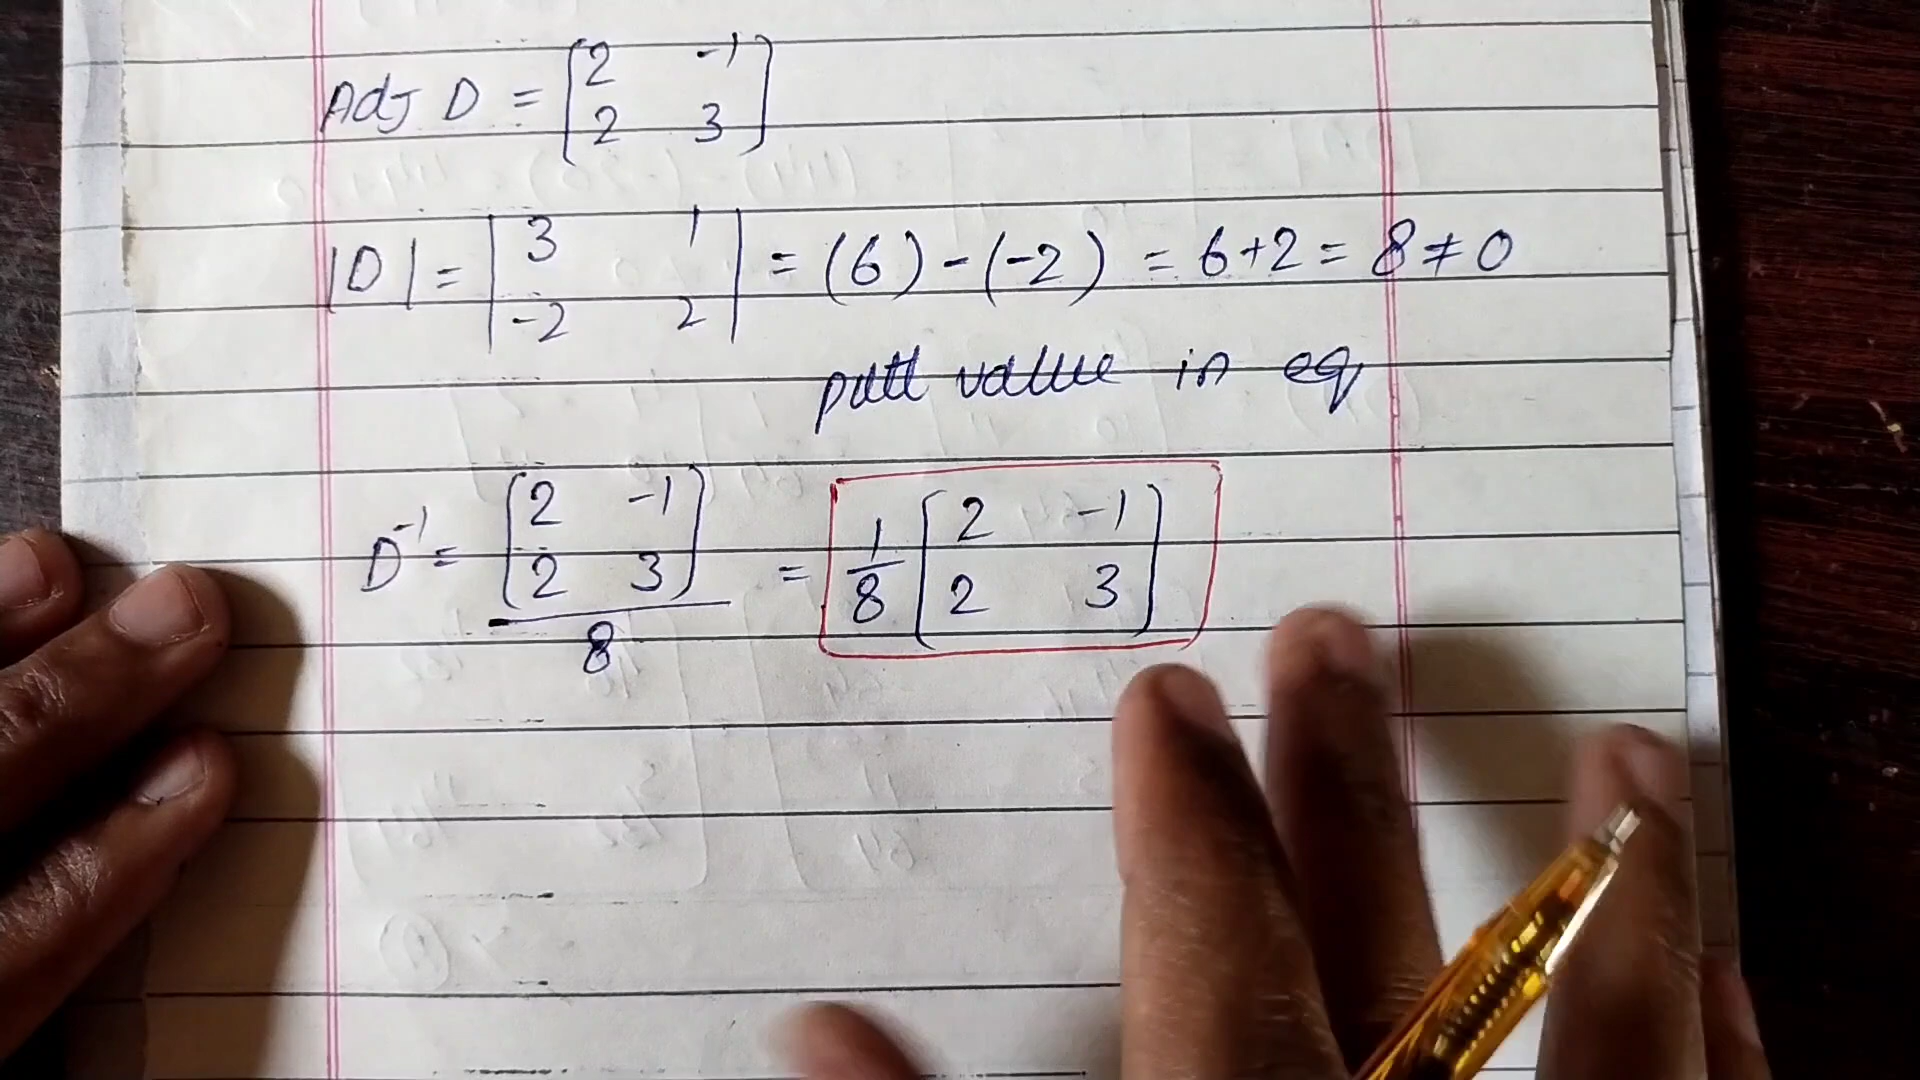 Adj D = [2 -1
2 3]
|D| = |3 1
-2 2| = (6) - (-2) = 6+2 = 8 ≠ 0
putt value in eq
D⁻¹ = [2 -1
2 3]
8
= 1/8 [2 -1
2 3]